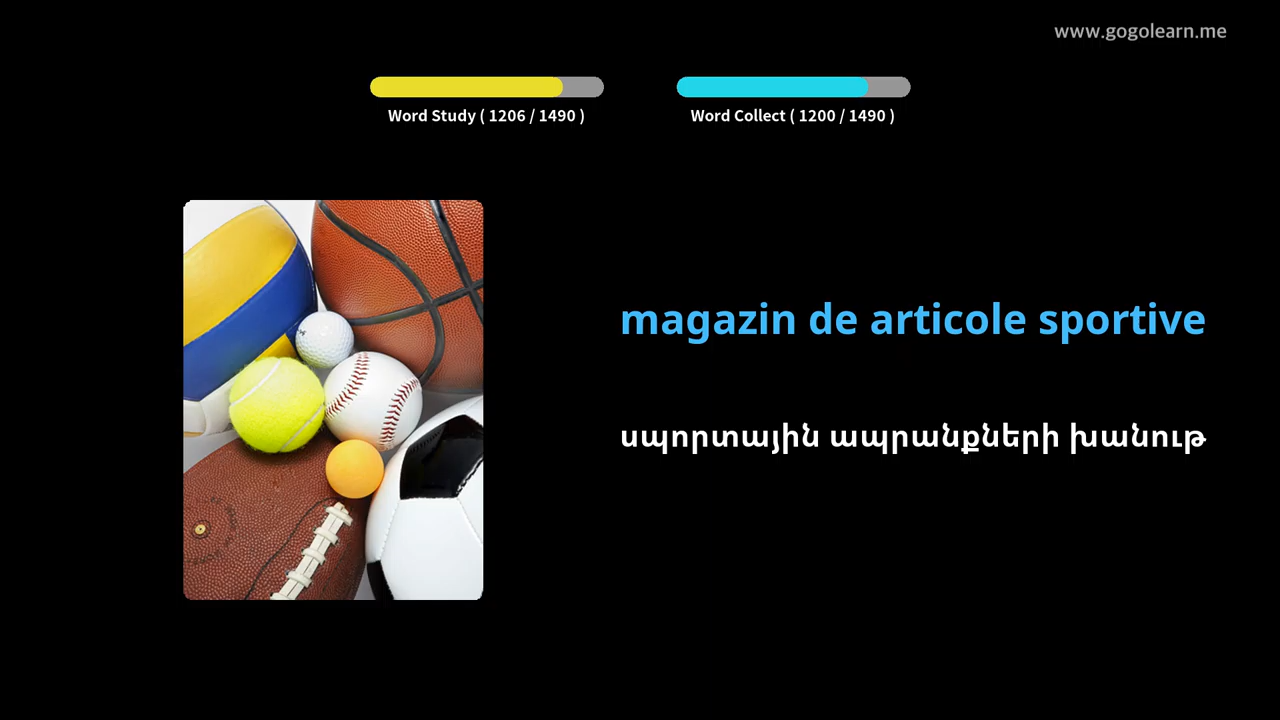 www.gogolearn.me
Word Study ( 1206 / 1490 )
Word Collect ( 1200 / 1490 )
magazin de articole sportive
սպորտային ապրանքների խանութ